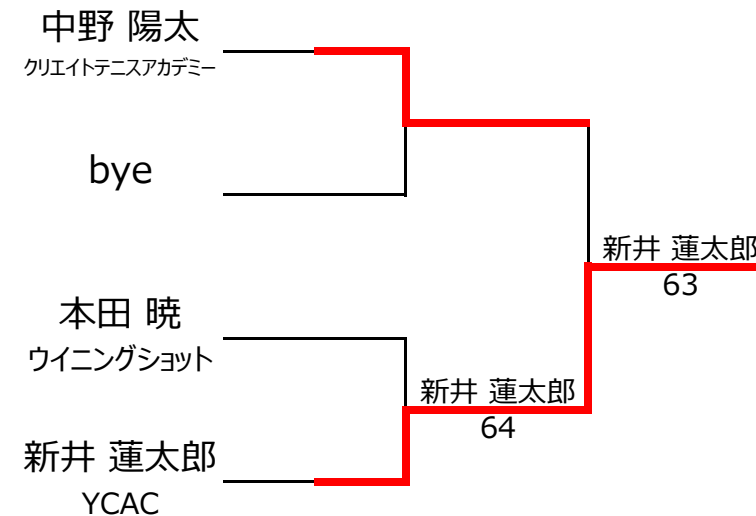 中野 陽太
クリエイトテニスアカデミー
bye
本田 暁
ウイニングショット
新井 蓮太郎
YCAC
新井 蓮太郎
64
新井 蓮太郎
63